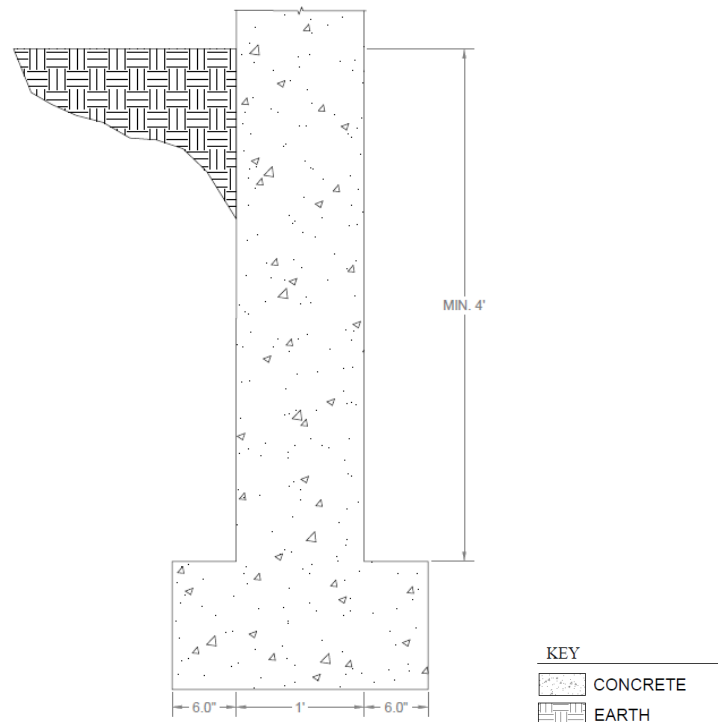 MIN. 4'
6.0" 1' 6.0"
KEY
CONCRETE
EARTH